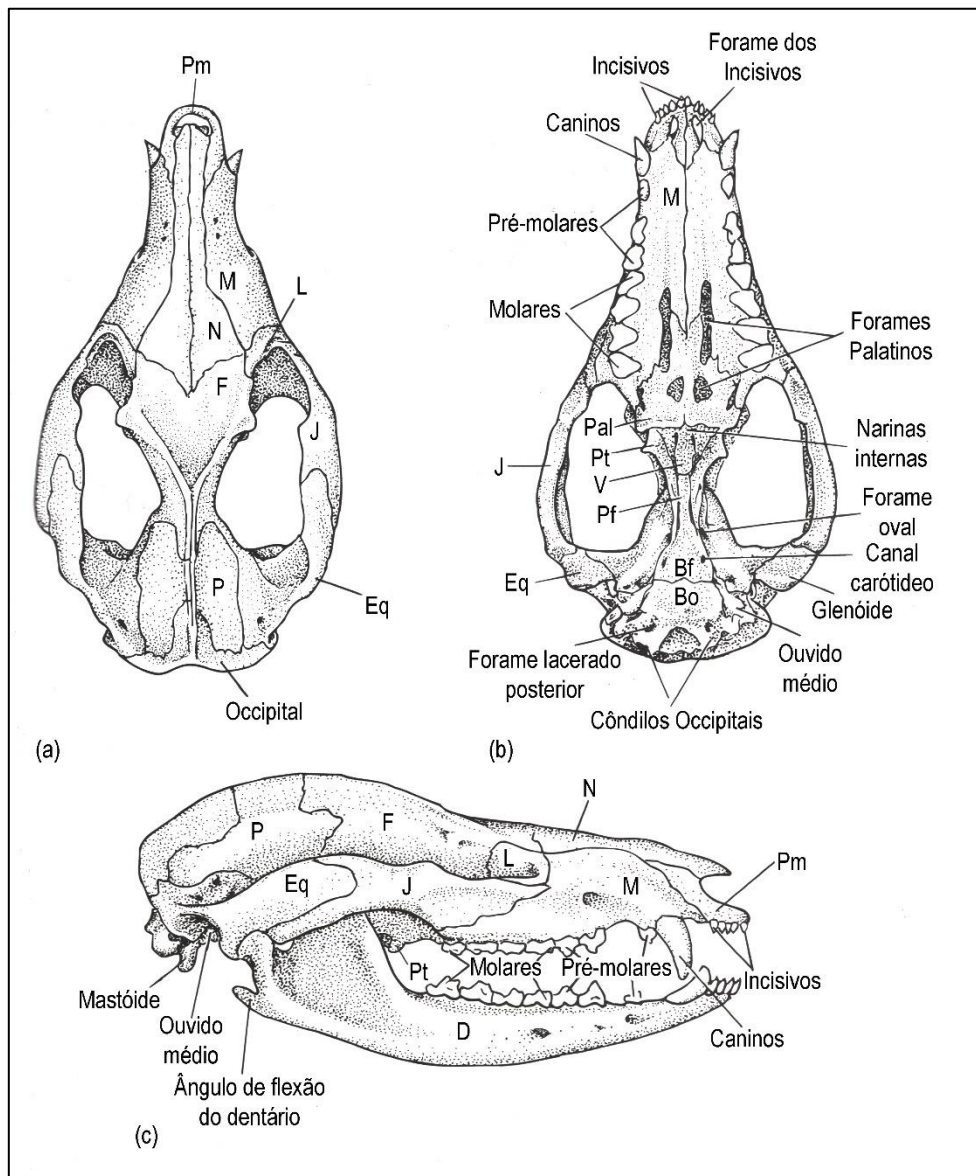 Pm
M
L
N
F
J
P
Eq
Occipital
(a)
Incisivos
Forame dos
Incisivos
Caninos
M
Pré-molares
Molares
Forames
Palatinos
Pal
Narinas
internas
Pt
J
V
Pf
Forame
oval
Canal
carótideo
Bf
Eq
Bo
Glenóide
Forame lacerado
posterior
Ouvido
médio
Côndilos Occipitais
(b)
N
P
F
L
Pm
Eq
J
M
Pt
Molares
Pré-molares
Incisivos
Mastóide
Ouvido
médio
D
Caninos
Ângulo de flexão
do dentário
(c)